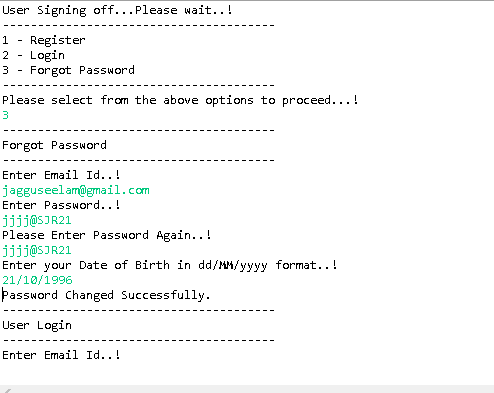 User Signing off...Please wait..!
------------------------------------
1 - Register
2 - Login
3 - Forgot Password
------------------------------------
Please select from the above options to proceed...!
3
------------------------------------
Forgot Password
------------------------------------
Enter Email Id..!
jagguseelam@gmail.com
Enter Password..!
jjjj@SJR21
Please Enter Password Again..!
jjjj@SJR21
Enter your Date of Birth in dd/MM/yyyy format..!
21/10/1996
Password Changed Successfully.
------------------------------------
User Login
------------------------------------
Enter Email Id..!